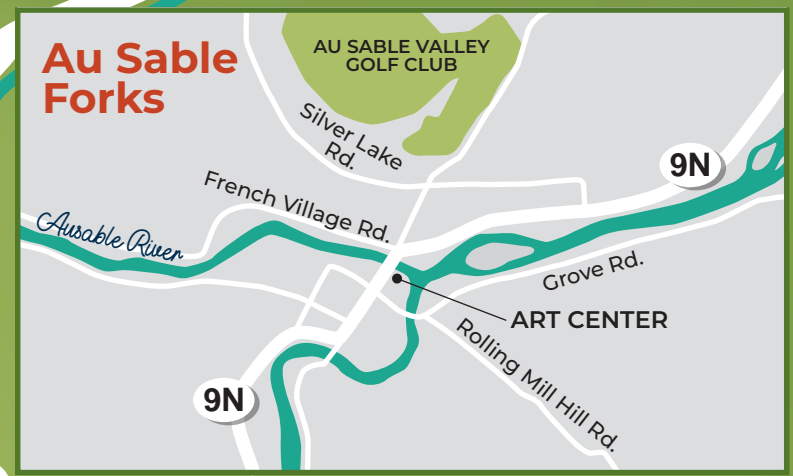 Au Sable
Forks
AU SABLE VALLEY
GOLF CLUB
Silver Lake
Rd.
9N
French Village Rd.
Ausable River
Grove Rd.
ART CENTER
Rolling Mill Hill Rd.
9N